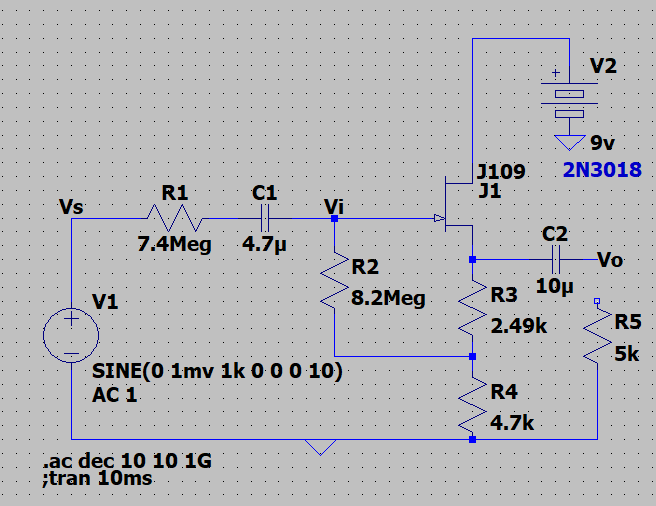 V2
9v
2N3018
J109
J1
Vs
R1
7.4Meg
C1
4.7µ
Vi
C2
10µ
Vo
R2
8.2Meg
R3
2.49k
V1
R5
5k
SINE(0 1mv 1k 0 0 0 10)
AC 1
R4
4.7k
.ac dec 10 10 1G
;tran 10ms